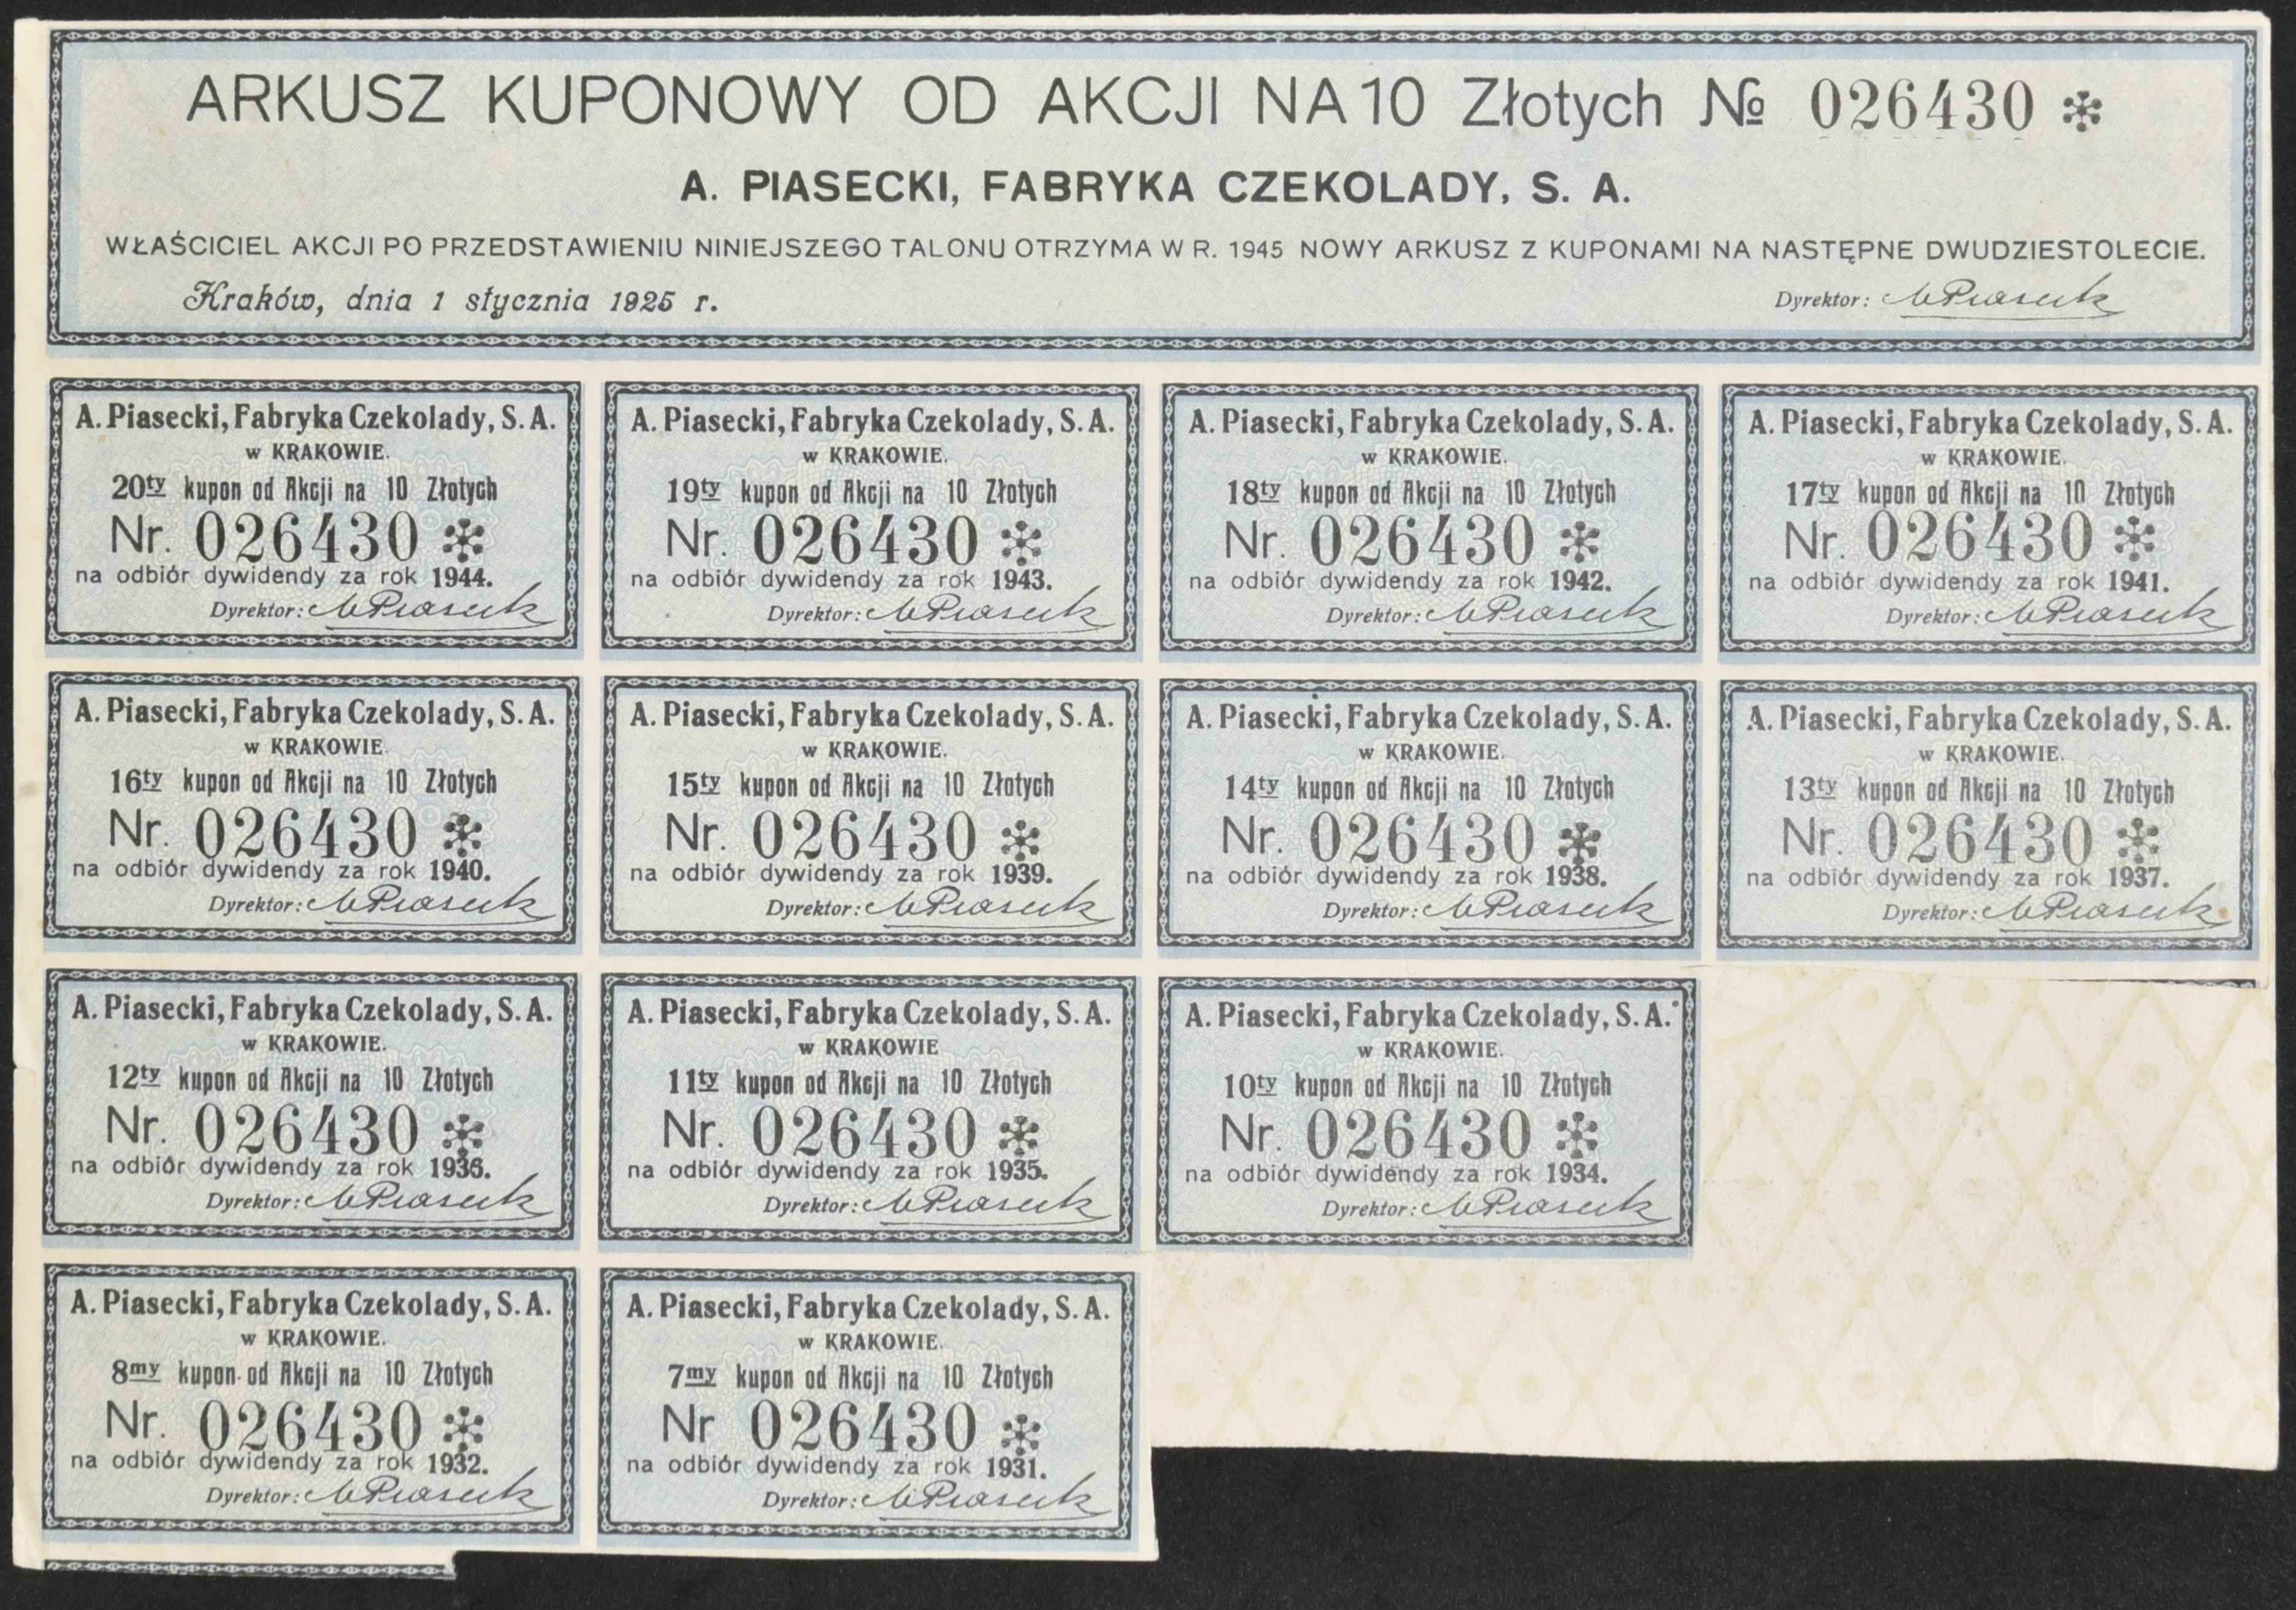 ARKUSZ KUPONOWY OD AKCJI NA 10 Złotych № 026430 *
A. PIASECKI, FABRYKA CZEKOLADY, S. A.
WŁAŚCICIEL AKCJI PO PRZEDSTAWIENIU NINIEJSZEGO TALONU OTRZYMA W R. 1945 NOWY ARKUSZ Z KUPONAMI NA NASTĘPNE DWUDZIESTOLECIE.
Kraków, dnia 1 stycznia 1925 r.
Dyrektor: A Piasecki
A. Piasecki, Fabryka Czekolady, S. A.
w KRAKOWIE.
20ty kupon od Akcji na 10 Złotych
Nr. 026430 *
na odbiór dywidendy za rok 1944.
Dyrektor: A Piasecki
A. Piasecki, Fabryka Czekolady, S. A.
w KRAKOWIE.
19ty kupon od Akcji na 10 Złotych
Nr. 026430 *
na odbiór dywidendy za rok 1943.
Dyrektor: A Piasecki
A. Piasecki, Fabryka Czekolady, S. A.
w KRAKOWIE.
18ty kupon od Akcji na 10 Złotych
Nr. 026430 *
na odbiór dywidendy za rok 1942.
Dyrektor: A Piasecki
A. Piasecki, Fabryka Czekolady, S. A.
w KRAKOWIE.
17ty kupon od Akcji na 10 Złotych
Nr. 026430 *
na odbiór dywidendy za rok 1941.
Dyrektor: A Piasecki
A. Piasecki, Fabryka Czekolady, S. A.
w KRAKOWIE.
16ty kupon od Akcji na 10 Złotych
Nr. 026430 *
na odbiór dywidendy za rok 1940.
Dyrektor: A Piasecki
A. Piasecki, Fabryka Czekolady, S. A.
w KRAKOWIE.
15ty kupon od Akcji na 10 Złotych
Nr. 026430 *
na odbiór dywidendy za rok 1939.
Dyrektor: A Piasecki
A. Piasecki, Fabryka Czekolady, S. A.
w KRAKOWIE.
14ty kupon od Akcji na 10 Złotych
Nr. 026430 *
na odbiór dywidendy za rok 1938.
Dyrektor: A Piasecki
A. Piasecki, Fabryka Czekolady, S. A.
w KRAKOWIE.
13ty kupon od Akcji na 10 Złotych
Nr. 026430 *
na odbiór dywidendy za rok 1937.
Dyrektor: A Piasecki
A. Piasecki, Fabryka Czekolady, S. A.
w KRAKOWIE.
12ty kupon od Akcji na 10 Złotych
Nr. 026430 *
na odbiór dywidendy za rok 1936.
Dyrektor: A Piasecki
A. Piasecki, Fabryka Czekolady, S. A.
w KRAKOWIE
11ty kupon od Akcji na 10 Złotych
Nr. 026430 *
na odbiór dywidendy za rok 1935.
Dyrektor: A Piasecki
A. Piasecki, Fabryka Czekolady, S. A.
w KRAKOWIE.
10ty kupon od Akcji na 10 Złotych
Nr. 026430 *
na odbiór dywidendy za rok 1934.
Dyrektor: A Piasecki
A. Piasecki, Fabryka Czekolady, S. A.
w KRAKOWIE.
8my kupon od Akcji na 10 Złotych
Nr. 026430 *
na odbiór dywidendy za rok 1932.
Dyrektor: A Piasecki
A. Piasecki, Fabryka Czekolady, S. A.
w KRAKOWIE.
7my kupon od Akcji na 10 Złotych
Nr 026430 *
na odbiór dywidendy za rok 1931.
Dyrektor: A Piasecki